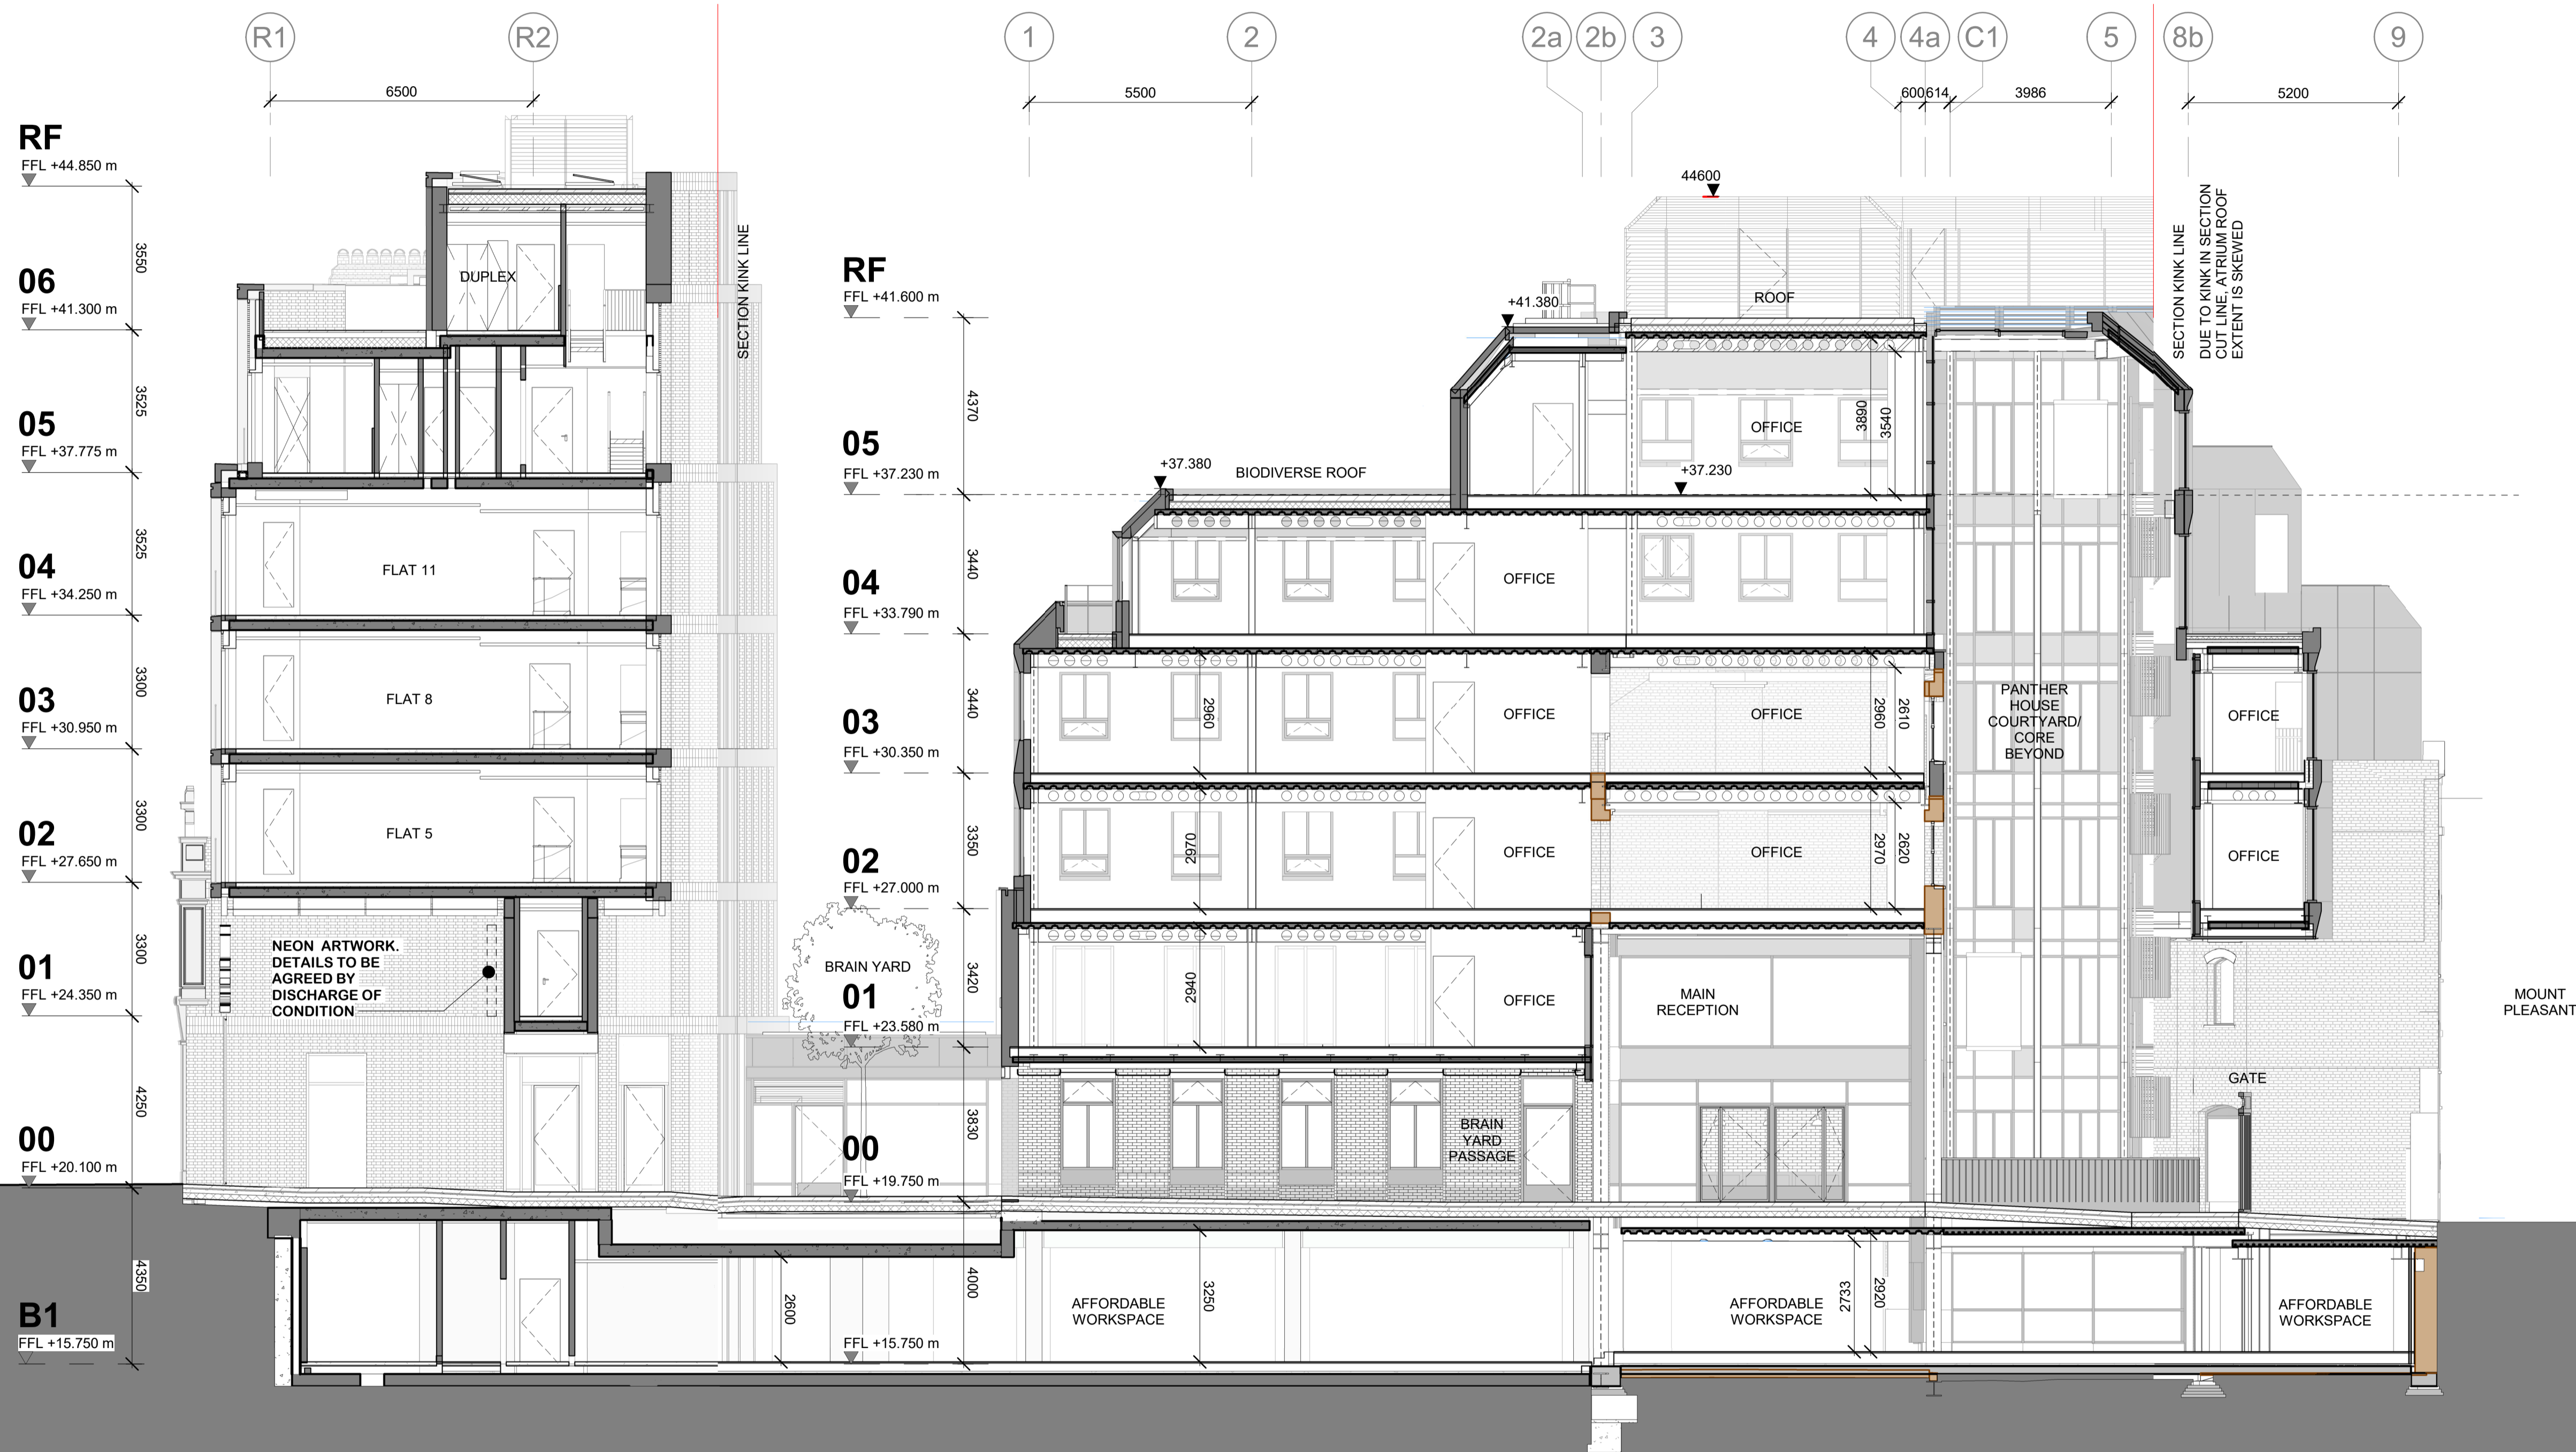 R1
R2
1
2
2a
2b
3
4
4a
C1
5
8b
9
6500
5500
600
614
3986
5200
RF
FFL +44.850 m
3550
06
FFL +41.300 m
3525
05
FFL +37.775 m
3525
04
FFL +34.250 m
3300
03
FFL +30.950 m
3300
02
FFL +27.650 m
3300
01
FFL +24.350 m
4250
00
FFL +20.100 m
4350
B1
FFL +15.750 m
DUPLEX
FLAT 11
FLAT 8
FLAT 5
NEON ARTWORK.
DETAILS TO BE
AGREED BY
DISCHARGE OF
CONDITION
SECTION KINK LINE
RF
FFL +41.600 m
4370
05
FFL +37.230 m
3440
04
FFL +33.790 m
3440
03
FFL +30.350 m
3350
02
FFL +27.000 m
3420
BRAIN YARD
01
FFL +23.580 m
3830
00
FFL +19.750 m
4000
FFL +15.750 m
2600
44600
ROOF
+41.380
+37.380
BIODIVERSE ROOF
+37.230
OFFICE
3890
3540
OFFICE
2960
OFFICE
OFFICE
2960
2610
2970
OFFICE
OFFICE
2970
2620
2940
OFFICE
MAIN
RECEPTION
BRAIN
YARD
PASSAGE
AFFORDABLE
WORKSPACE
3250
AFFORDABLE
WORKSPACE
2733
2920
PANTHER
HOUSE
COURTYARD/
CORE
BEYOND
SECTION KINK LINE
DUE TO KINK IN SECTION
CUT LINE, ATRIUM ROOF
EXTENT IS SKEWED
OFFICE
OFFICE
GATE
MOUNT
PLEASANT
AFFORDABLE
WORKSPACE